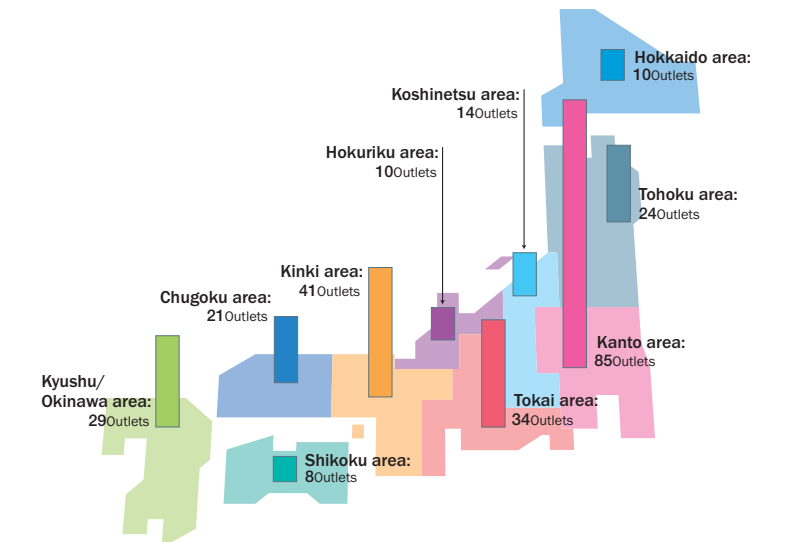 Hokkaido area:
10Outlets
Koshinetsu area:
14Outlets
Hokuriku area:
10Outlets
Tohoku area:
24Outlets
Kinki area:
41Outlets
Chugoku area:
21Outlets
Kanto area:
85Outlets
Kyushu/
Okinawa area:
29Outlets
Tokai area:
34Outlets
Shikoku area:
8Outlets